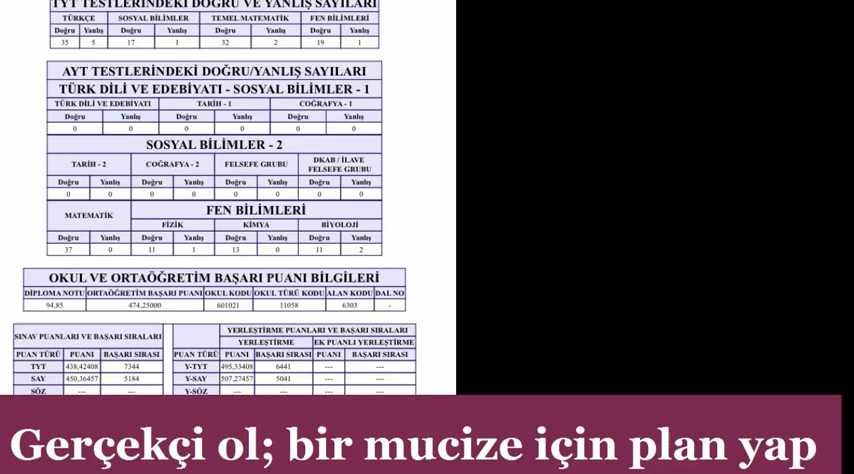 TYT TESTLERİNDEKİ DOĞRU VE YANLIŞ SAYILARI
TÜRKÇE SOSYAL BİLİMLER TEMEL MATEMATİK FEN BİLİMLERİ
Doğru Yanlış Doğru Yanlış Doğru Yanlış Doğru Yanlış
35 5 17 1 32 2 19 1
AYT TESTLERİNDEKİ DOĞRU/YANLIŞ SAYILARI
TÜRK DİLİ VE EDEBİYATI - SOSYAL BİLİMLER - 1
TÜRK DİLİ VE EDEBİYATI TARİH - 1 COĞRAFYA - 1
Doğru Yanlış Doğru Yanlış Doğru Yanlış
0 0 0 0 0 0
SOSYAL BİLİMLER - 2
TARİH - 2 COĞRAFYA - 2 FELSEFE GRUBU DKAB / İLAVE
FELSEFE GRUBU
Doğru Yanlış Doğru Yanlış Doğru Yanlış Doğru Yanlış
0 0 0 0 0 0 0 0
MATEMATİK FEN BİLİMLERİ
FİZİK KİMYA BİYOLOJİ
Doğru Yanlış Doğru Yanlış Doğru Yanlış Doğru Yanlış
37 0 11 1 13 0 11 2
OKUL VE ORTAÖĞRETİM BAŞARI PUANI BİLGİLERİ
DİPLOMA NOTU ORTAÖĞRETİM BAŞARI PUANI OKUL KODU OKUL TÜRÜ KODU ALAN KODU DAL NO
94,85 474,25000 601021 11058 6303 -
SINAV PUANLARI VE BAŞARI SIRALARI
PUAN TÜRÜ PUANI BAŞARI SIRASI
TYT 438,42408 7344
SAY 450,36457 5184
SÖZ --- ---
YERLEŞTİRME PUANLARI VE BAŞARI SIRALARI
YERLEŞTİRME EK PUANLI YERLEŞTİRME
PUAN TÜRÜ PUANI BAŞARI SIRASI PUANI BAŞARI SIRASI
Y-TYT 495,33408 6441 --- ---
Y-SAY 507,27457 5041 --- ---
Y-SÖZ --- --- --- ---
Gerçekçi ol; bir mucize için plan yap